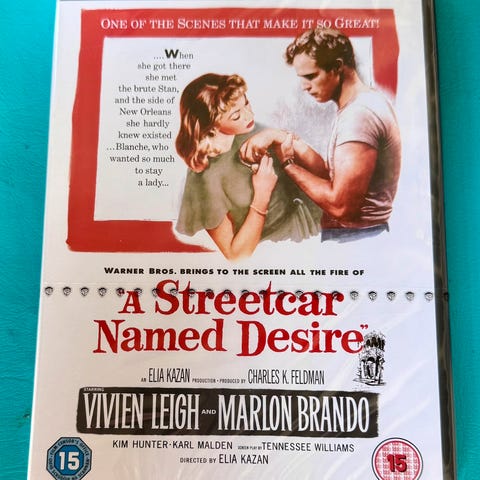 ONE OF THE SCENES THAT MAKE IT SO GREAT!
....When
she got there
she met
the brute Stan,
and the side of
New Orleans
she hardly
knew existed
...Blanche, who
wanted so much
to stay
a lady...
WARNER BROS. BRINGS TO THE SCREEN ALL THE FIRE OF
"A Streetcar
Named Desire"
AN ELIA KAZAN PRODUCTION · PRODUCED BY CHARLES K. FELDMAN
STARRING
VIVIEN LEIGH AND MARLON BRANDO
KIM HUNTER · KARL MALDEN SCREEN PLAY BY TENNESSEE WILLIAMS
DIRECTED BY ELIA KAZAN
15
15